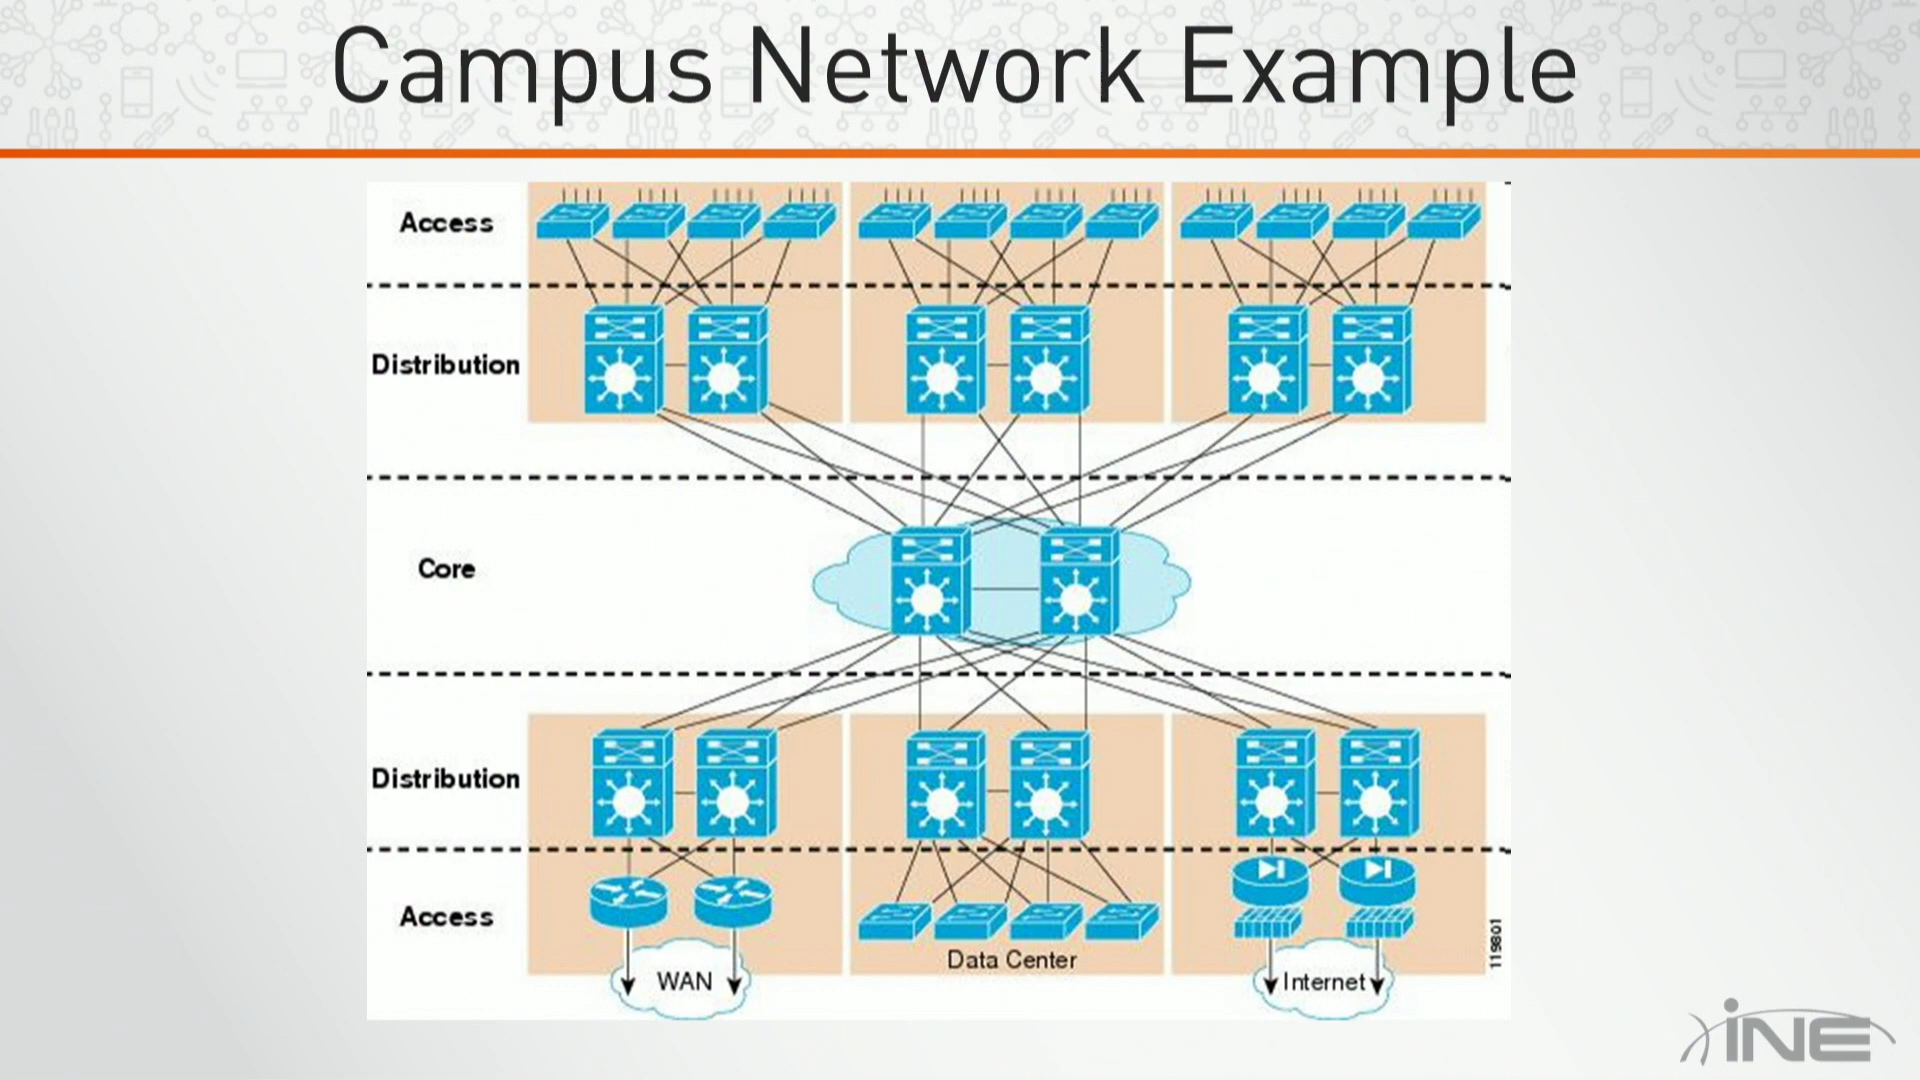 Campus Network Example
Access
Distribution
Core
Distribution
Access
WAN
Data Center
Internet
119801
iNE